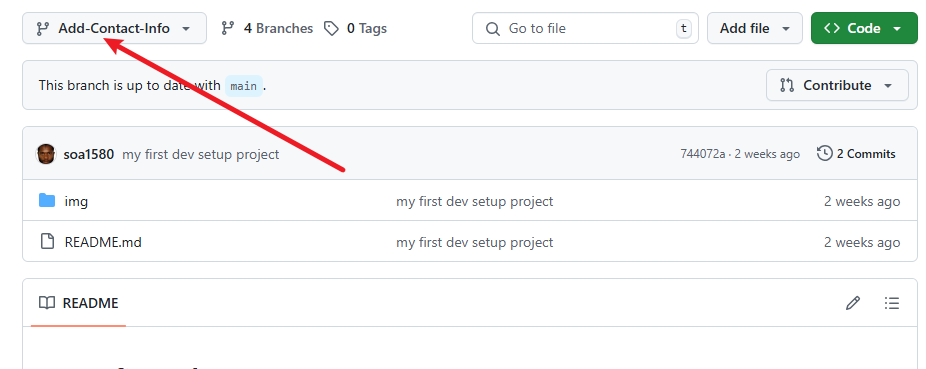 Add-Contact-Info 4 Branches 0 Tags Go to file t Add file Code
This branch is up to date with main . Contribute
soa1580 my first dev setup project 744072a · 2 weeks ago 2 Commits
img my first dev setup project 2 weeks ago
README.md my first dev setup project 2 weeks ago
README